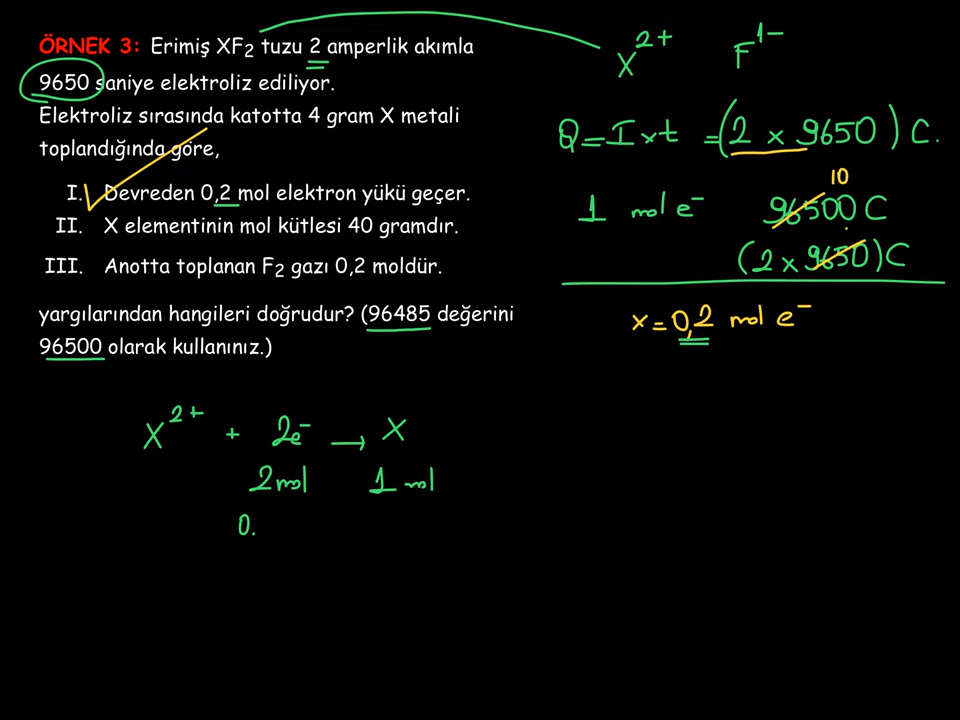 ÖRNEK 3: Erimiş XF2 tuzu 2 amperlik akımla
9650 saniye elektroliz ediliyor.
Elektroliz sırasında katotta 4 gram X metali
toplandığında göre,
I. Devreden 0,2 mol elektron yükü geçer.
II. X elementinin mol kütlesi 40 gramdır.
III. Anotta toplanan F2 gazı 0,2 moldür.
yargılarından hangileri doğrudur? (96485 değerini
96500 olarak kullanınız.)
X2+ F1-
Q = I x t = (2 x 9650) C.
10
1 mol e- 96500 C
(2 x 9650) C
x = 0,2 mol e-
X2+ + 2e- → X
2 mol 1 mol
0.